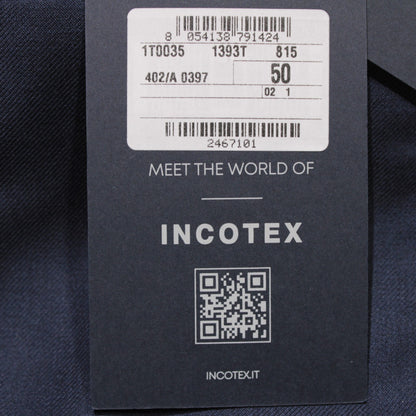 8 054138 791424
1T0035 1393T 815
402/A 0397 50
02 1
2467101
MEET THE WORLD OF
INCOTEX
INCOTEX.IT